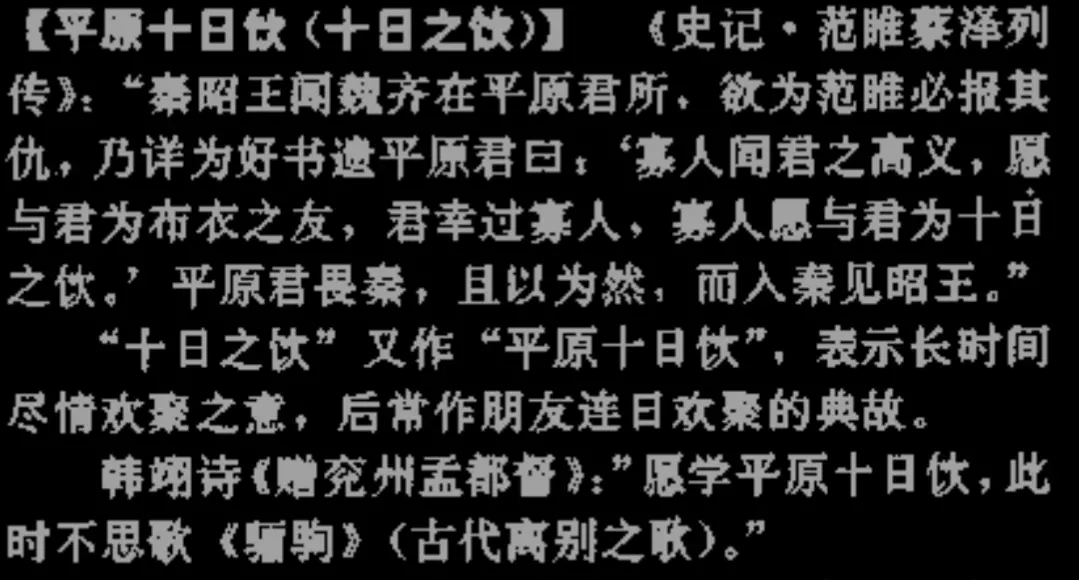 【平原十日饮（十日之饮）】 《史记·范睢蔡泽列
传》：“秦昭王闻魏齐在平原君所，欲为范睢必报其
仇，乃详为好书遗平原君曰：‘寡人闻君之高义，愿
与君为布衣之友，君幸过寡人，寡人愿与君为十日
之饮。’平原君畏秦，且以为然，而入秦见昭王。”
“十日之饮”又作“平原十日饮”，表示长时间
尽情欢聚之意，后常作朋友连日欢聚的典故。
韩翊诗《赠兖州孟都督》：”愿学平原十日饮，此
时不思歌《骊驹》（古代离别之歌）。”